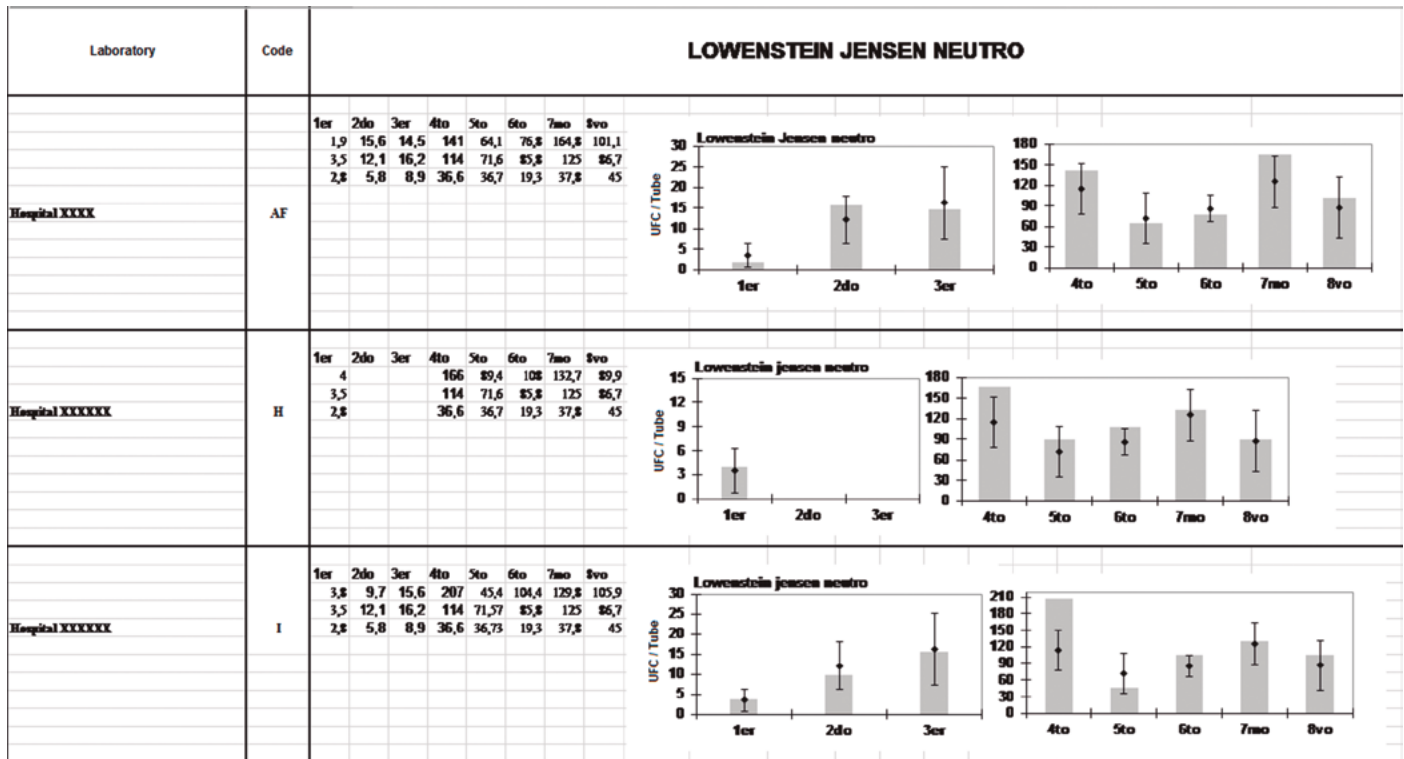 Laboratory Code LOWENSTEIN JENSEN NEUTRO
1er 2do 3er 4to 5to 6to 7mo 8vo
1,9 15,6 14,5 141 64,1 76,8 164,8 101,1
3,5 12,1 16,2 114 71,6 85,8 125 86,7
2,8 5,8 8,9 36,6 36,7 19,3 37,8 45
Hospital XXXX AF
Lowenstein Jensen neutro
UFC / Tube
30
25
20
15
10
5
0
1er 2do 3er
180
150
120
90
60
30
0
4to 5to 6to 7mo 8vo
1er 2do 3er 4to 5to 6to 7mo 8vo
4 166 89,4 108 132,7 89,9
3,5 114 71,6 85,8 125 86,7
2,8 36,6 36,7 19,3 37,8 45
Hospital XXXXXX H
Lowenstein jensen neutro
UFC / Tube
15
12
9
6
3
0
1er 2do 3er
180
150
120
90
60
30
0
4to 5to 6to 7mo 8vo
1er 2do 3er 4to 5to 6to 7mo 8vo
3,8 9,7 15,6 207 45,4 104,4 129,8 105,9
3,5 12,1 16,2 114 71,57 85,8 125 86,7
2,8 5,8 8,9 36,6 36,73 19,3 37,8 45
Hospital XXXXXX I
Lowenstein jensen neutro
UFC / Tube
30
25
20
15
10
5
0
1er 2do 3er
210
180
150
120
90
60
30
0
4to 5to 6to 7mo 8vo